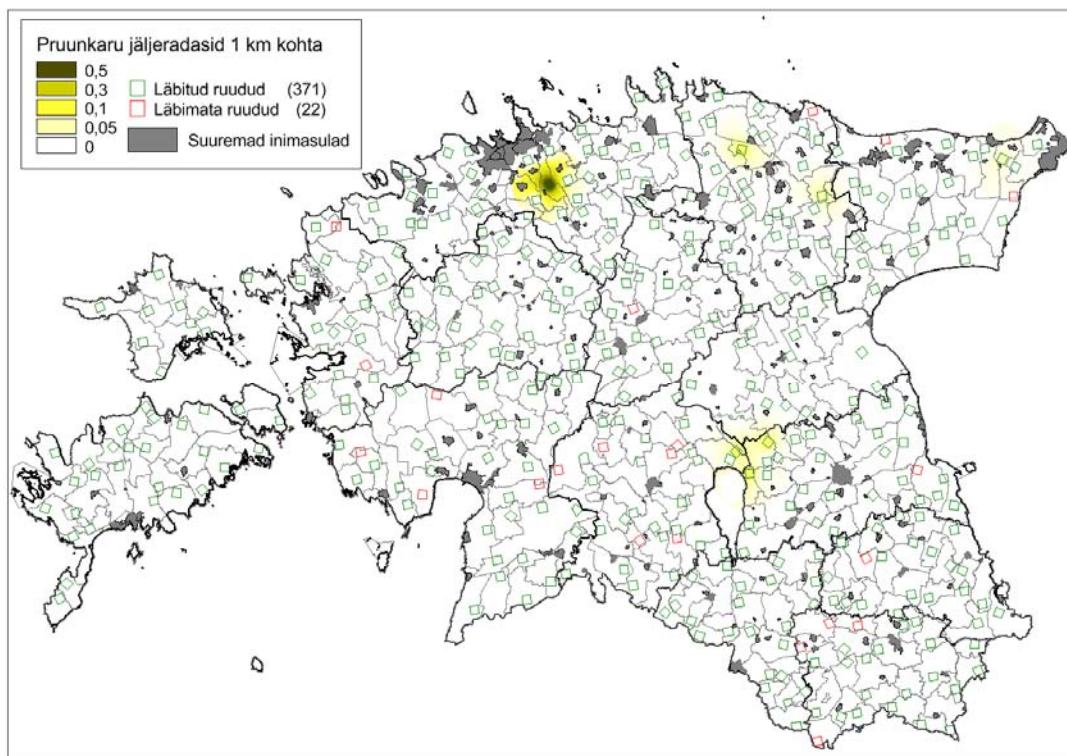 Pruunkaru jäljeradasid 1 km kohta
0,5
0,3
0,1
0,05
0
Läbitud ruudud (371)
Läbimata ruudud (22)
Suuremad inimasulad